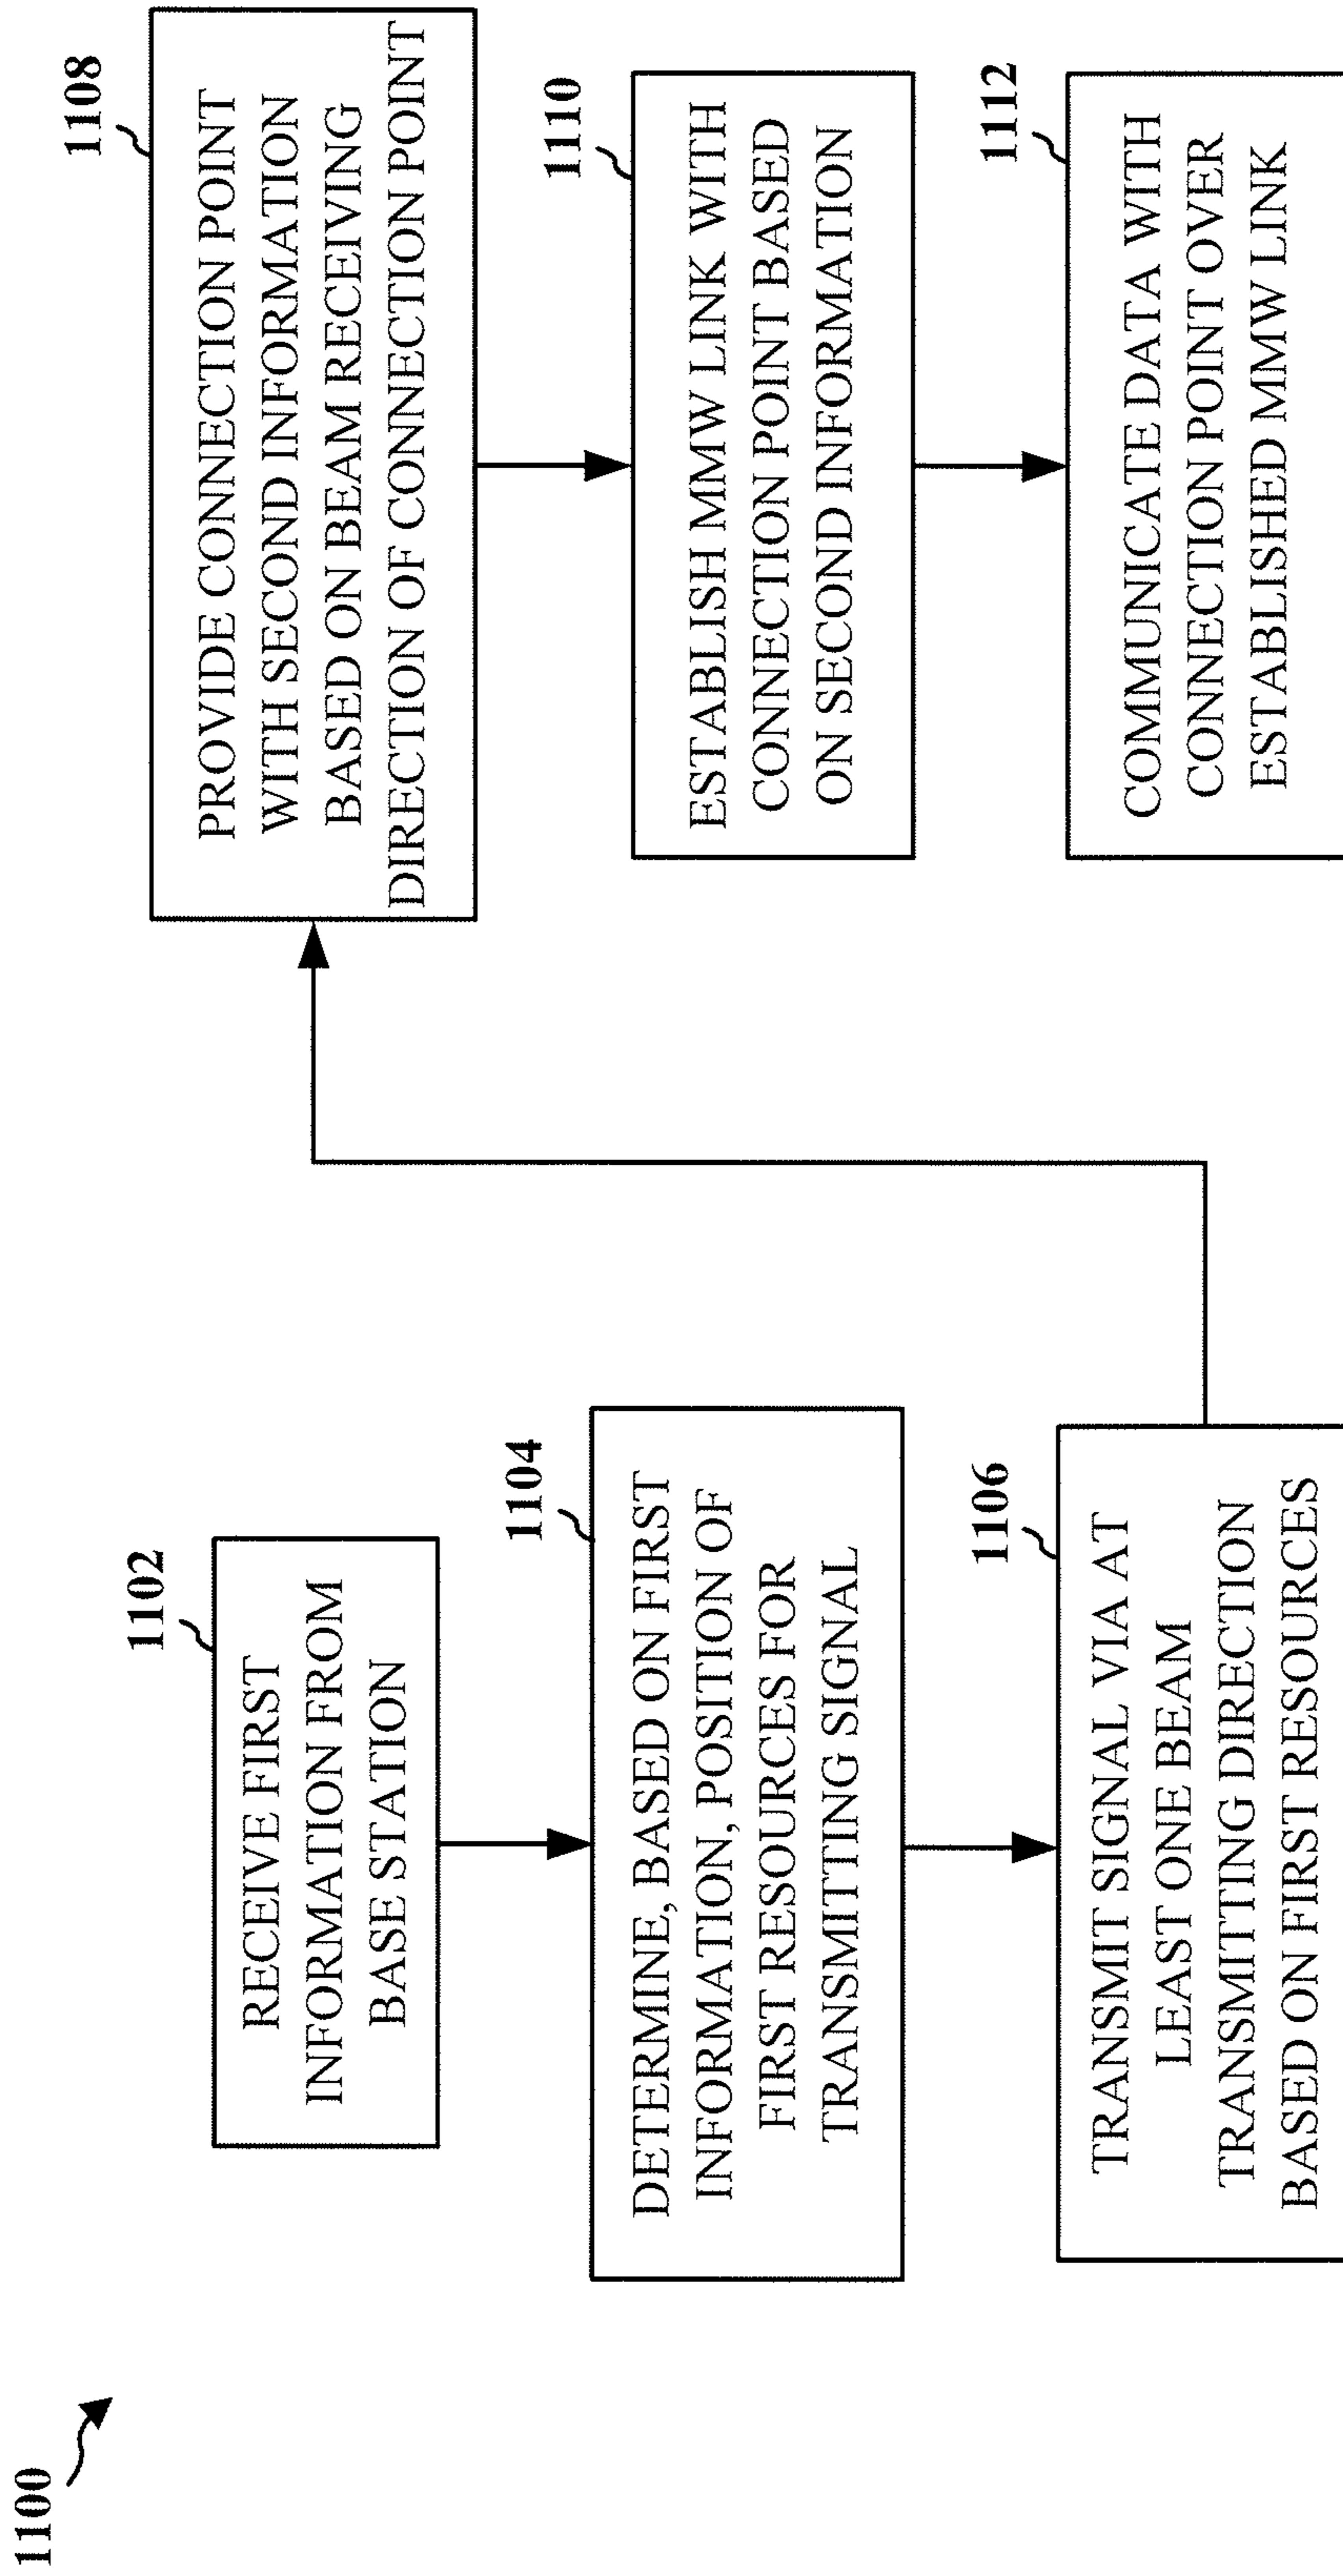 1100
1102
RECEIVE FIRST
INFORMATION FROM
BASE STATION
1104
DETERMINE, BASED ON FIRST
INFORMATION, POSITION OF
FIRST RESOURCES FOR
TRANSMITTING SIGNAL
1106
TRANSMIT SIGNAL VIA AT
LEAST ONE BEAM
TRANSMITTING DIRECTION
BASED ON FIRST RESOURCES
1108
PROVIDE CONNECTION POINT
WITH SECOND INFORMATION
BASED ON BEAM RECEIVING
DIRECTION OF CONNECTION POINT
1110
ESTABLISH MMW LINK WITH
CONNECTION POINT BASED
ON SECOND INFORMATION
1112
COMMUNICATE DATA WITH
CONNECTION POINT OVER
ESTABLISHED MMW LINK